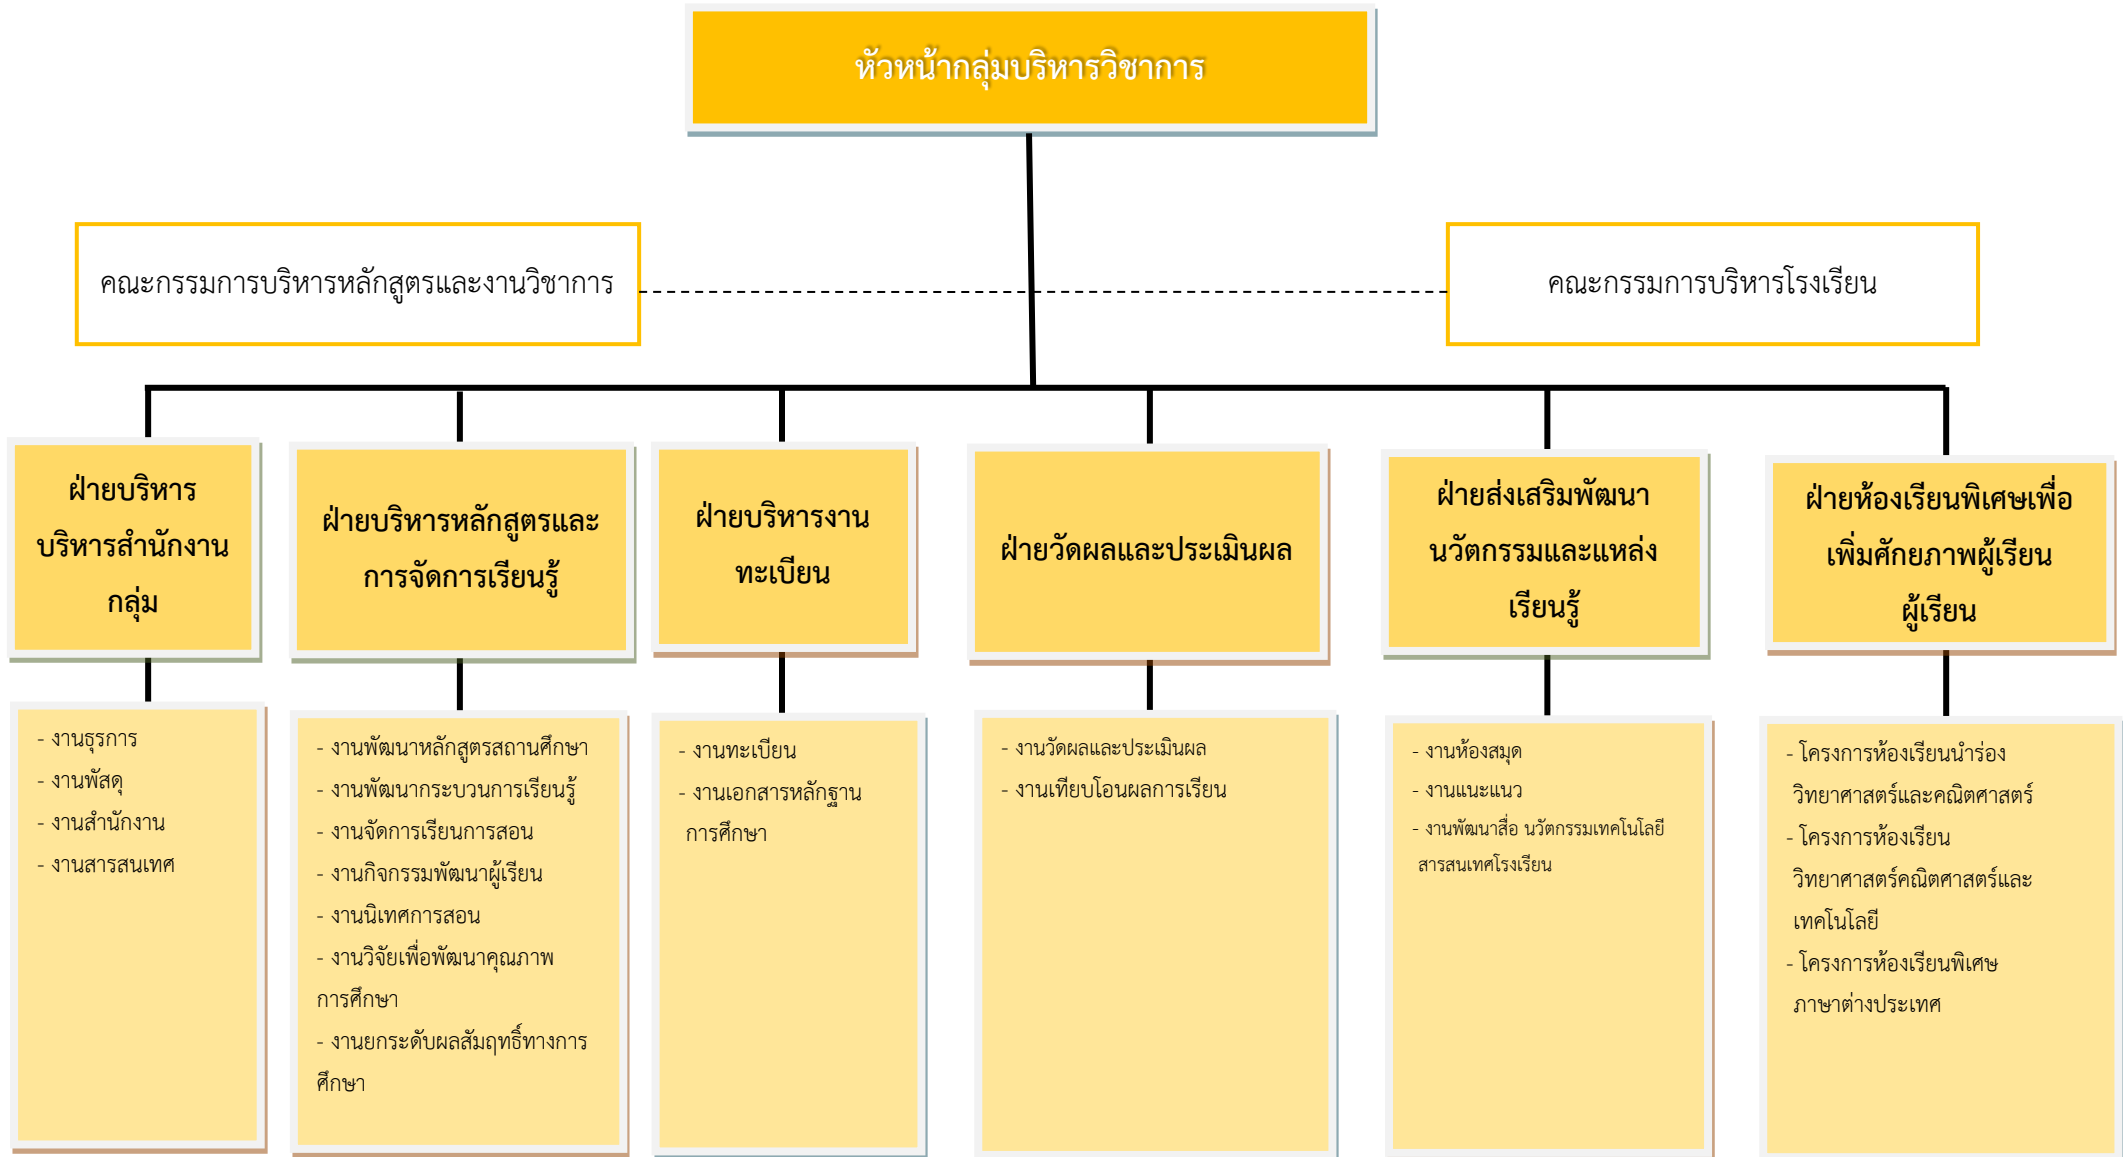 หัวหน้ากลุ่มบริหารวิชาการ
คณะกรรมการบริหารหลักสูตรและงานวิชาการ
คณะกรรมการบริหารโรงเรียน
ฝ่ายบริหาร
บริหารสำนักงาน
กลุ่ม
ฝ่ายบริหารหลักสูตรและ
การจัดการเรียนรู้
ฝ่ายบริหารงาน
ทะเบียน
ฝ่ายวัดผลและประเมินผล
ฝ่ายส่งเสริมพัฒนา
นวัตกรรมและแหล่ง
เรียนรู้
ฝ่ายห้องเรียนพิเศษเพื่อ
เพิ่มศักยภาพผู้เรียน
ผู้เรียน
- งานธุรการ
- งานพัสดุ
- งานสำนักงาน
- งานสารสนเทศ
- งานพัฒนาหลักสูตรสถานศึกษา
- งานพัฒนากระบวนการเรียนรู้
- งานจัดการเรียนการสอน
- งานกิจกรรมพัฒนาผู้เรียน
- งานนิเทศการสอน
- งานวิจัยเพื่อพัฒนาคุณภาพ
การศึกษา
- งานยกระดับผลสัมฤทธิ์ทางการ
ศึกษา
- งานทะเบียน
- งานเอกสารหลักฐาน
การศึกษา
- งานวัดผลและประเมินผล
- งานเทียบโอนผลการเรียน
- งานห้องสมุด
- งานแนะแนว
- งานพัฒนาสื่อ นวัตกรรมเทคโนโลยี
สารสนเทศโรงเรียน
- โครงการห้องเรียนนำร่อง
วิทยาศาสตร์และคณิตศาสตร์
- โครงการห้องเรียน
วิทยาศาสตร์คณิตศาสตร์และ
เทคโนโลยี
- โครงการห้องเรียนพิเศษ
ภาษาต่างประเทศ